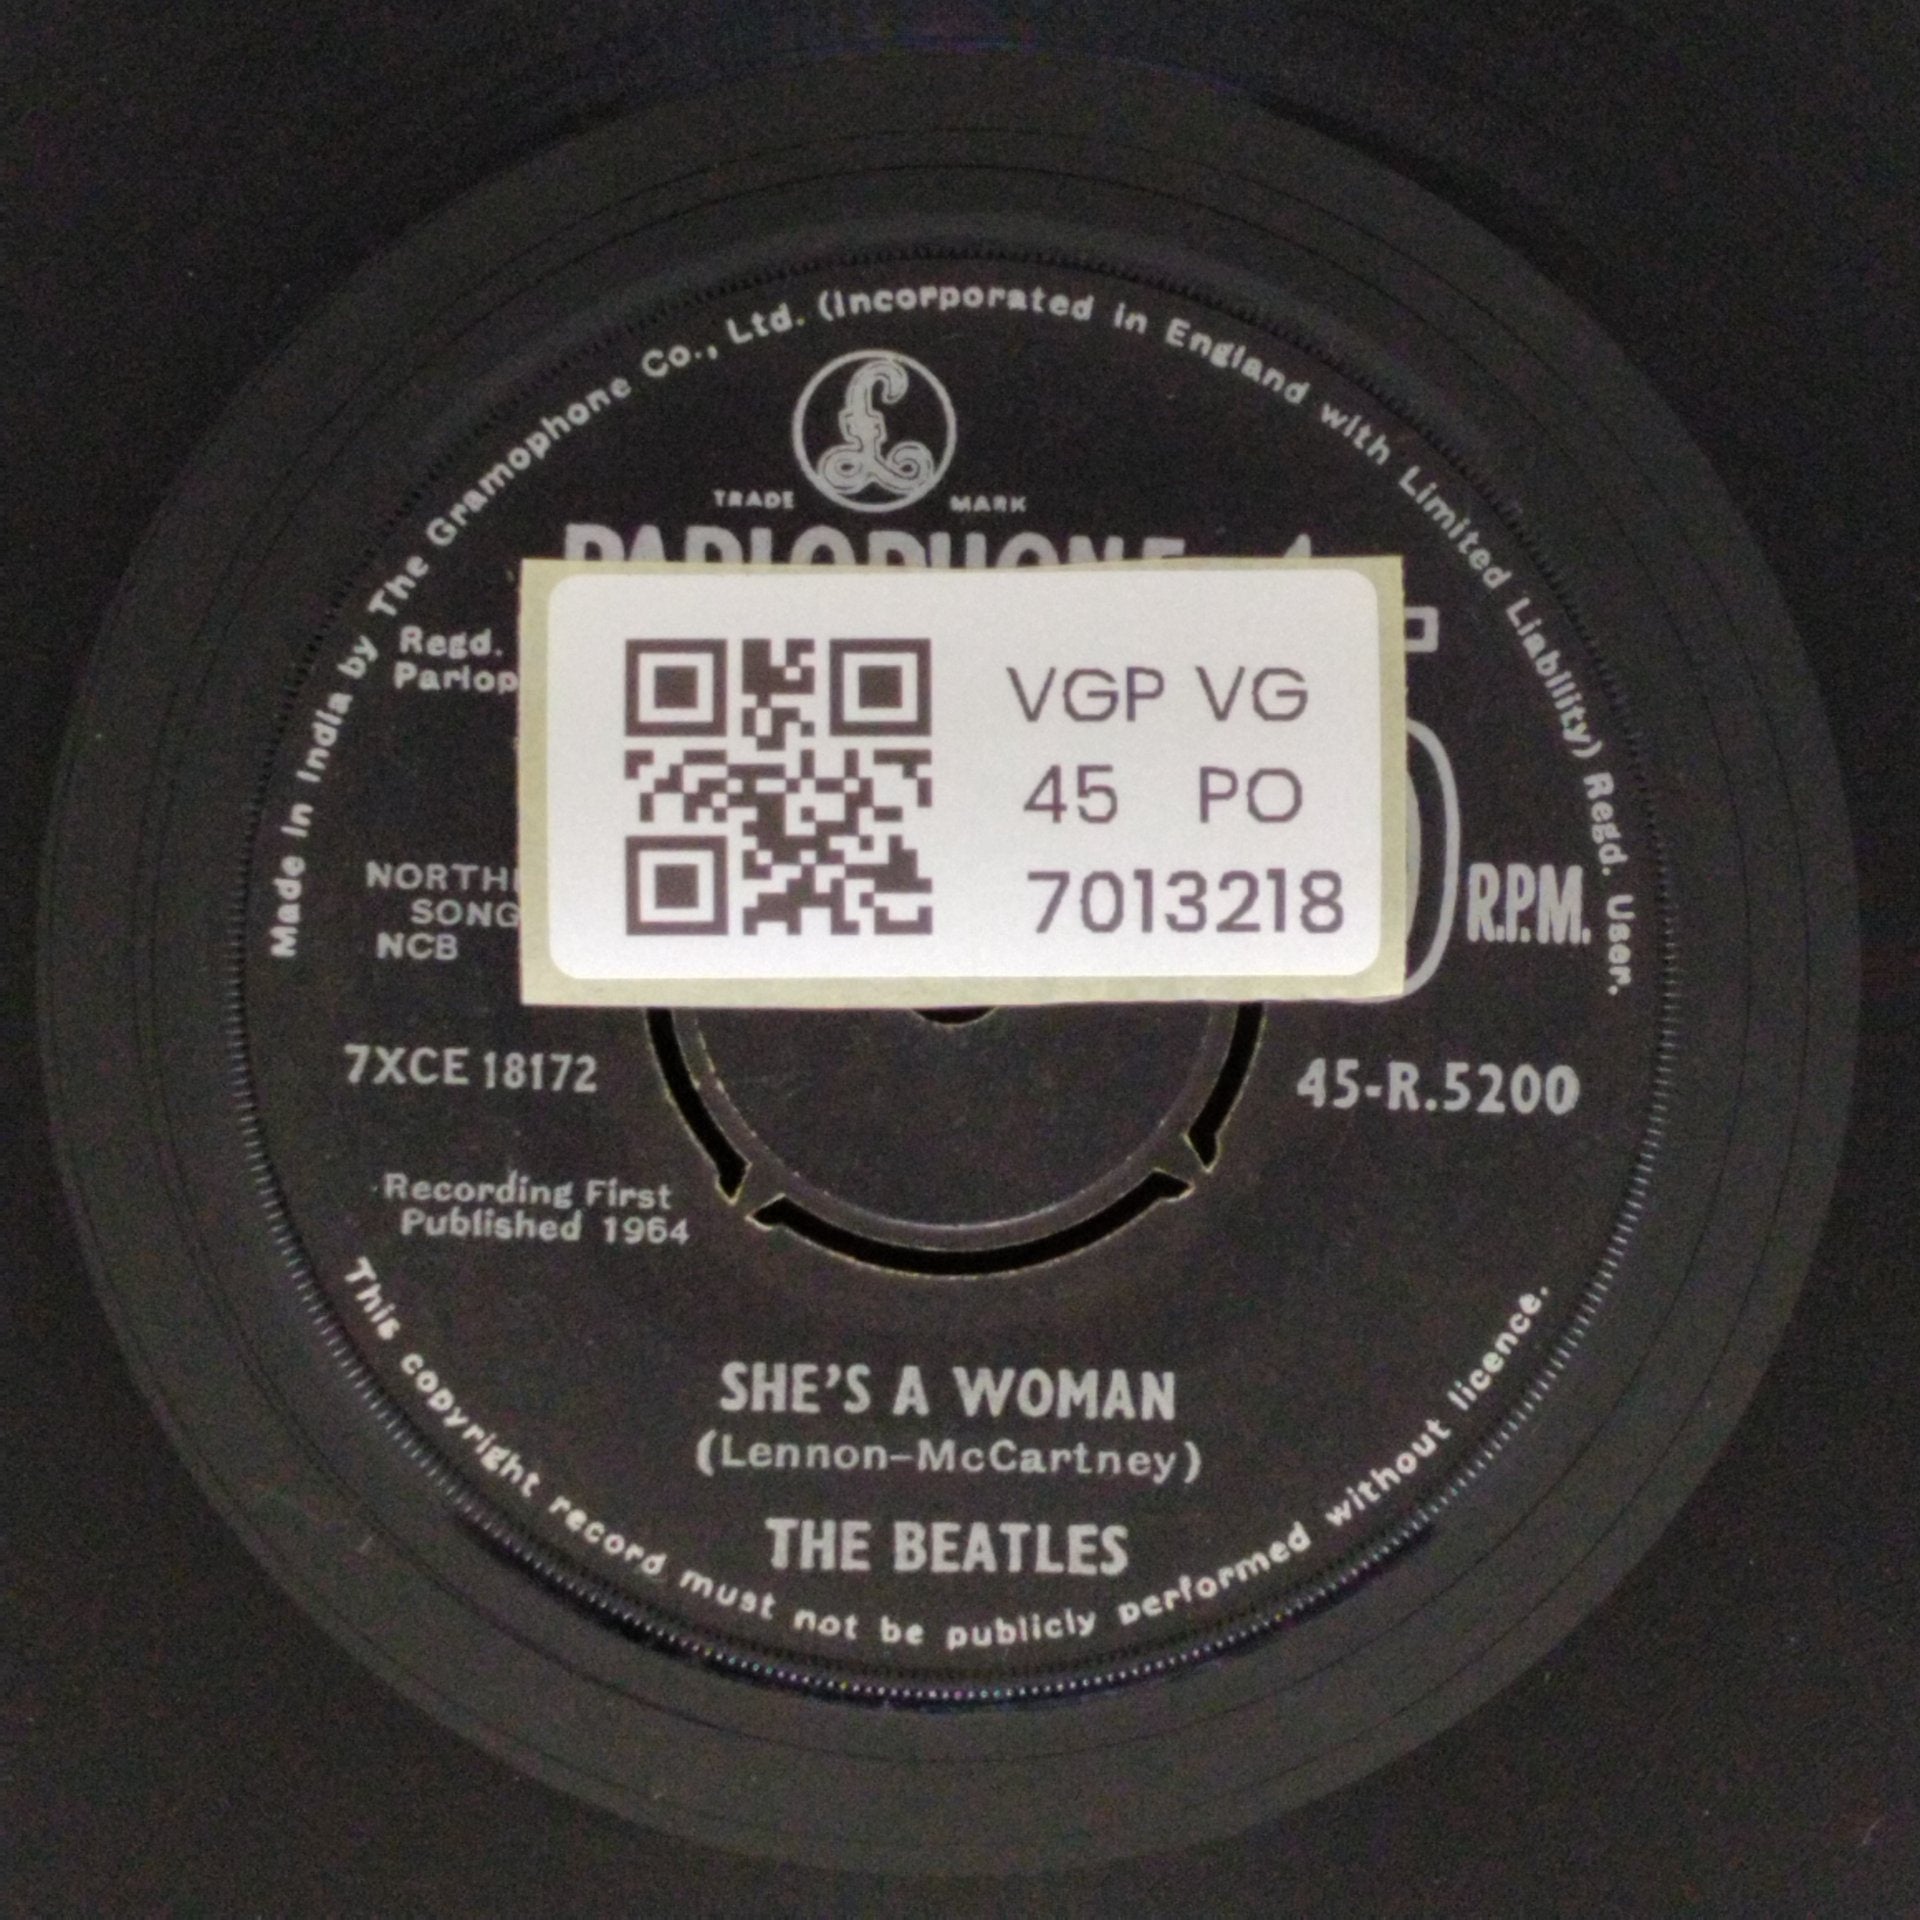 Made in India by The Gramophone Co., Ltd. (Incorporated in England with Limited Liability) Regd. User.
TRADE MARK
PARLOPHONE
Regd.
VGP VG
45 PO
7013218
R.P.M.
NCB
7XCE 18172
45-R.5200
Recording First
Published 1964
SHE'S A WOMAN
(Lennon-McCartney)
THE BEATLES
This copyright record must not be publicly performed without licence.